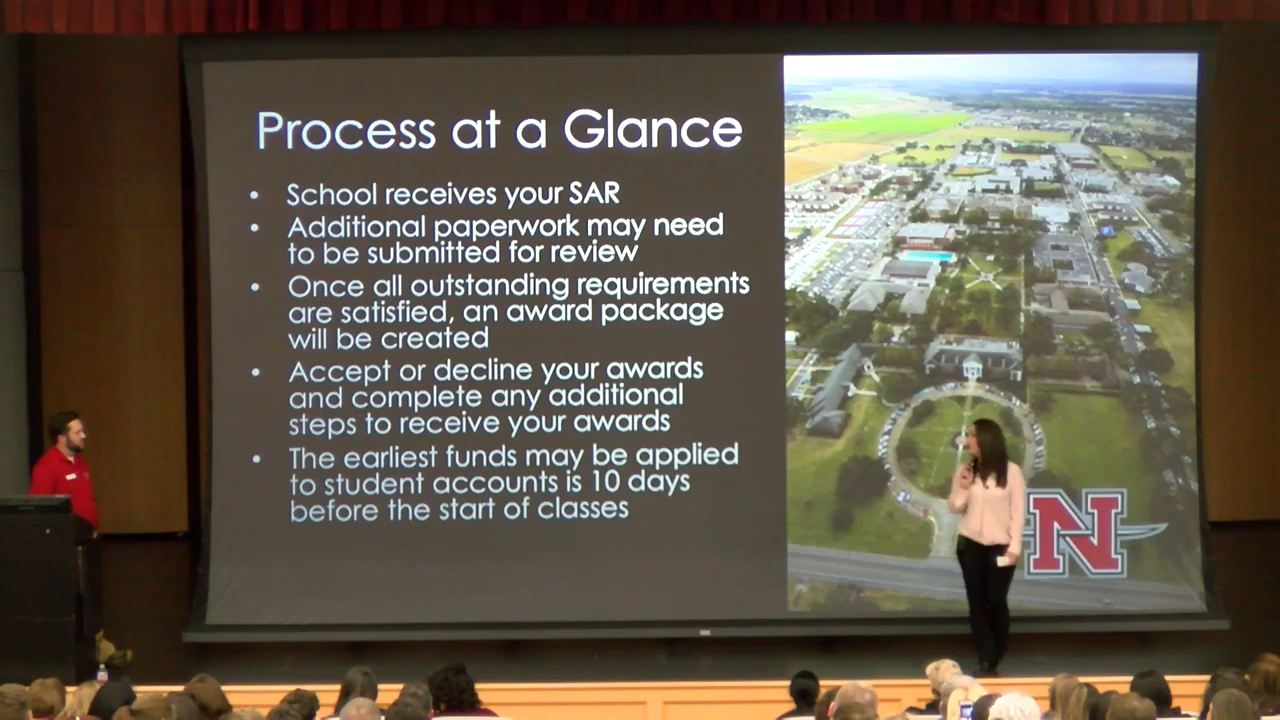 Process at a Glance
• School receives your SAR
• Additional paperwork may need
to be submitted for review
• Once all outstanding requirements
are satisfied, an award package
will be created
• Accept or decline your awards
and complete any additional
steps to receive your awards
• The earliest funds may be applied
to student accounts is 10 days
before the start of classes
N